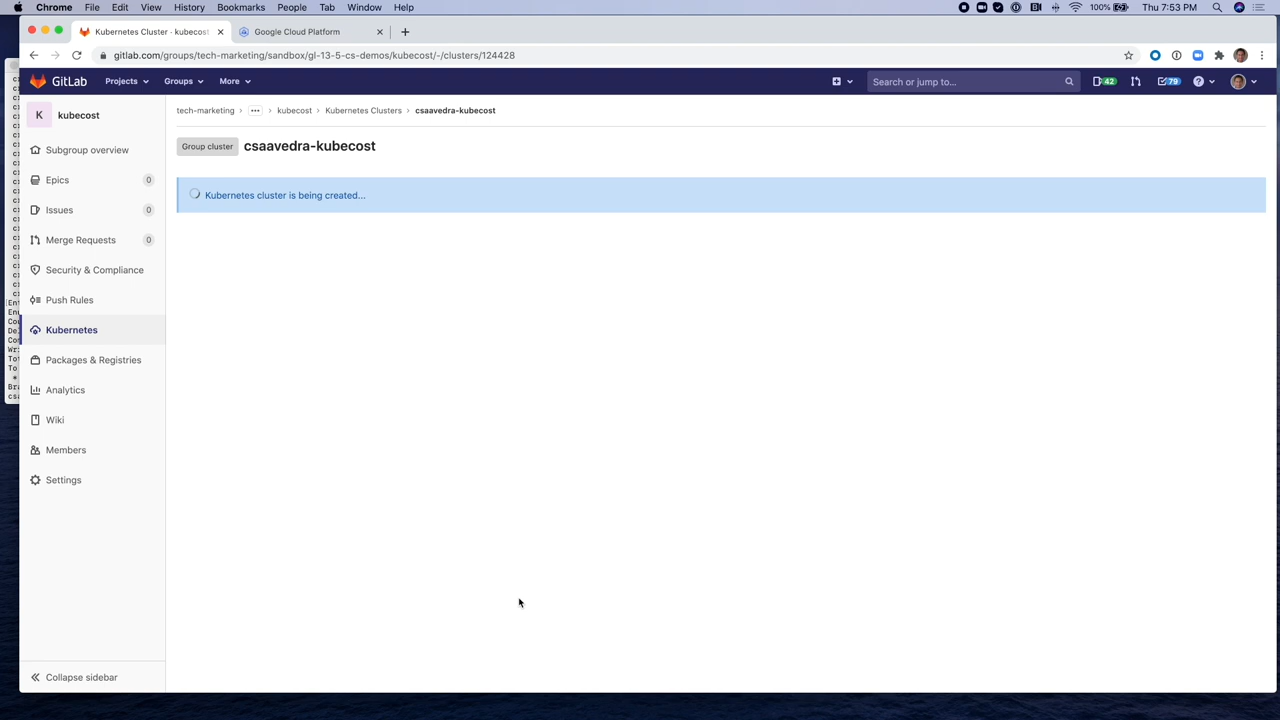 Chrome File Edit View History Bookmarks People Tab Window Help 100% Thu 7:53 PM
Kubernetes Cluster · kubecost Google Cloud Platform
gitlab.com/groups/tech-marketing/sandbox/gl-13-5-cs-demos/kubecost/-/clusters/124428
GitLab Projects Groups More Search or jump to... 42 79
K kubecost
tech-marketing › ··· › kubecost › Kubernetes Clusters › csaavedra-kubecost
Group cluster csaavedra-kubecost
Kubernetes cluster is being created...
Subgroup overview
Epics 0
Issues 0
Merge Requests 0
Security & Compliance
Push Rules
Kubernetes
Packages & Registries
Analytics
Wiki
Members
Settings
Collapse sidebar